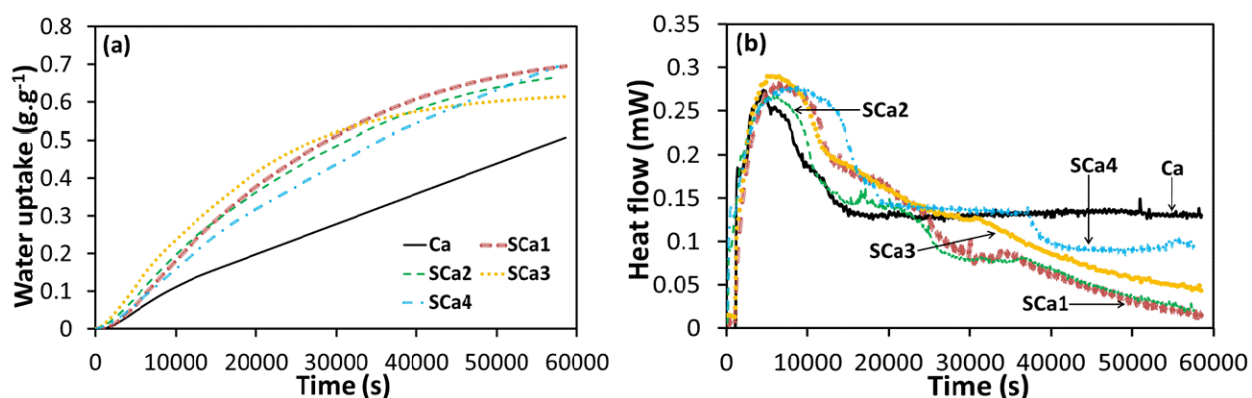 (a)
Water uptake (g.g⁻¹)
0.8
0.7
0.6
0.5
0.4
0.3
0.2
0.1
0
Ca
SCa1
SCa2
SCa3
SCa4
0 10000 20000 30000 40000 50000 60000
Time (s)
(b)
Heat flow (mW)
0.35
0.3
0.25
0.2
0.15
0.1
0.05
0
SCa2
SCa4
Ca
SCa3
SCa1
0 10000 20000 30000 40000 50000 60000
Time (s)